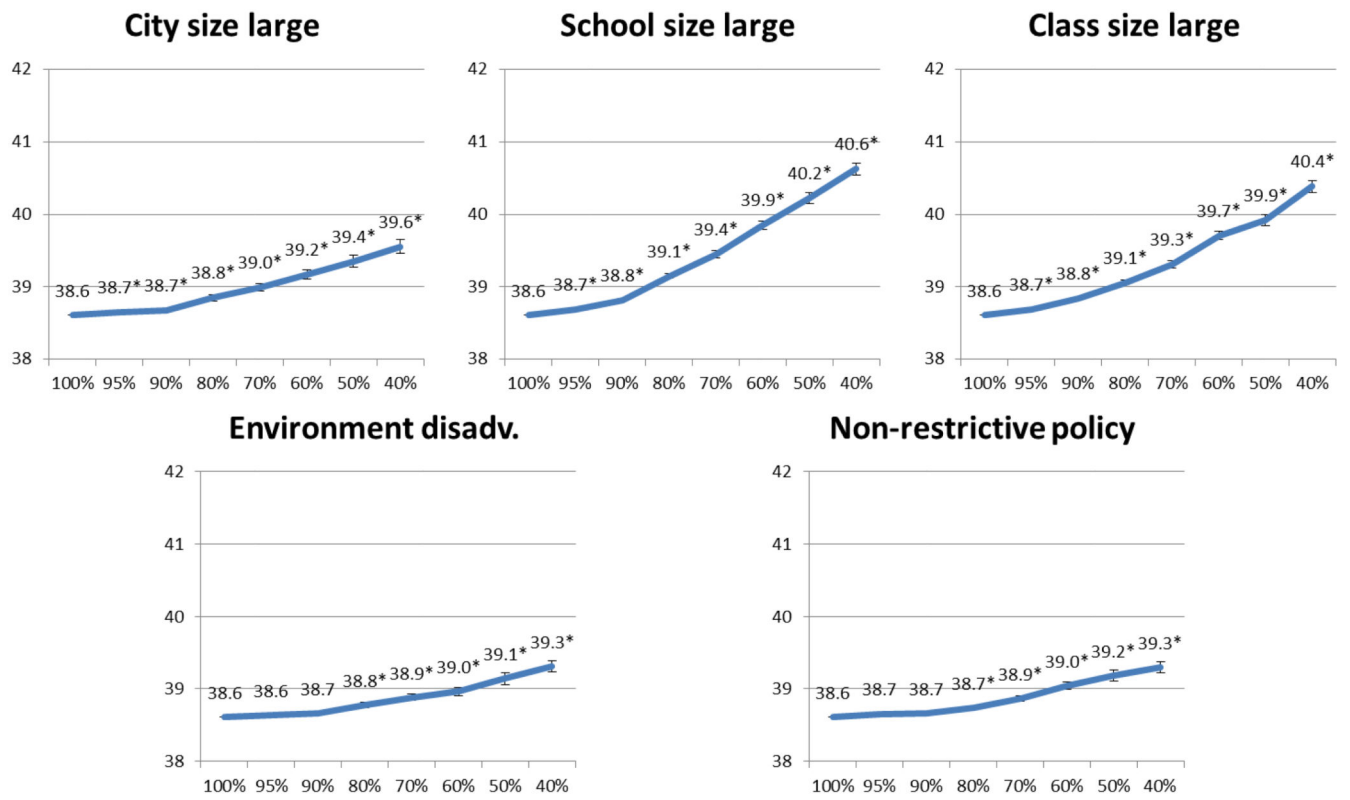 City size large
42
41
40
39
38
38.6 38.7* 38.7* 38.8* 39.0* 39.2* 39.4* 39.6*
100% 95% 90% 80% 70% 60% 50% 40%
School size large
42
41
40
39
38
38.6 38.7* 38.8* 39.1* 39.4* 39.9* 40.2* 40.6*
100% 95% 90% 80% 70% 60% 50% 40%
Class size large
42
41
40
39
38
38.6 38.7* 38.8* 39.1* 39.3* 39.7* 39.9* 40.4*
100% 95% 90% 80% 70% 60% 50% 40%
Environment disadv.
42
41
40
39
38
38.6 38.6 38.7 38.8* 38.9* 39.0* 39.1* 39.3*
100% 95% 90% 80% 70% 60% 50% 40%
Non-restrictive policy
42
41
40
39
38
38.6 38.7 38.7 38.7* 38.9* 39.0* 39.2* 39.3*
100% 95% 90% 80% 70% 60% 50% 40%